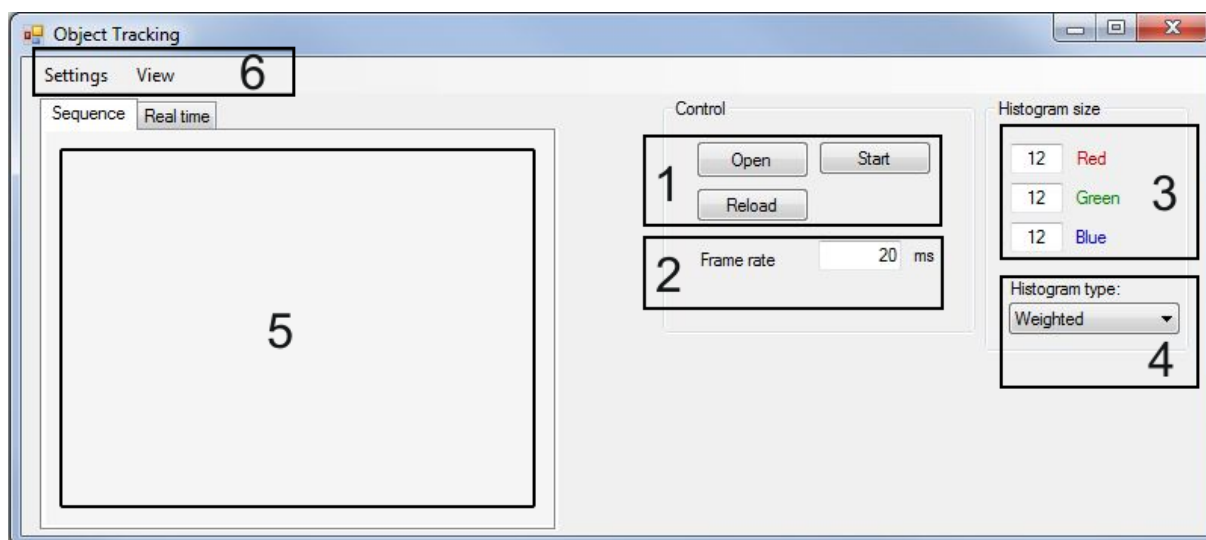 Object Tracking
Settings View 6
Sequence Real time
5
Control
1 Open Start
Reload
2 Frame rate 20 ms
Histogram size
12 Red
12 Green 3
12 Blue
Histogram type:
Weighted
4